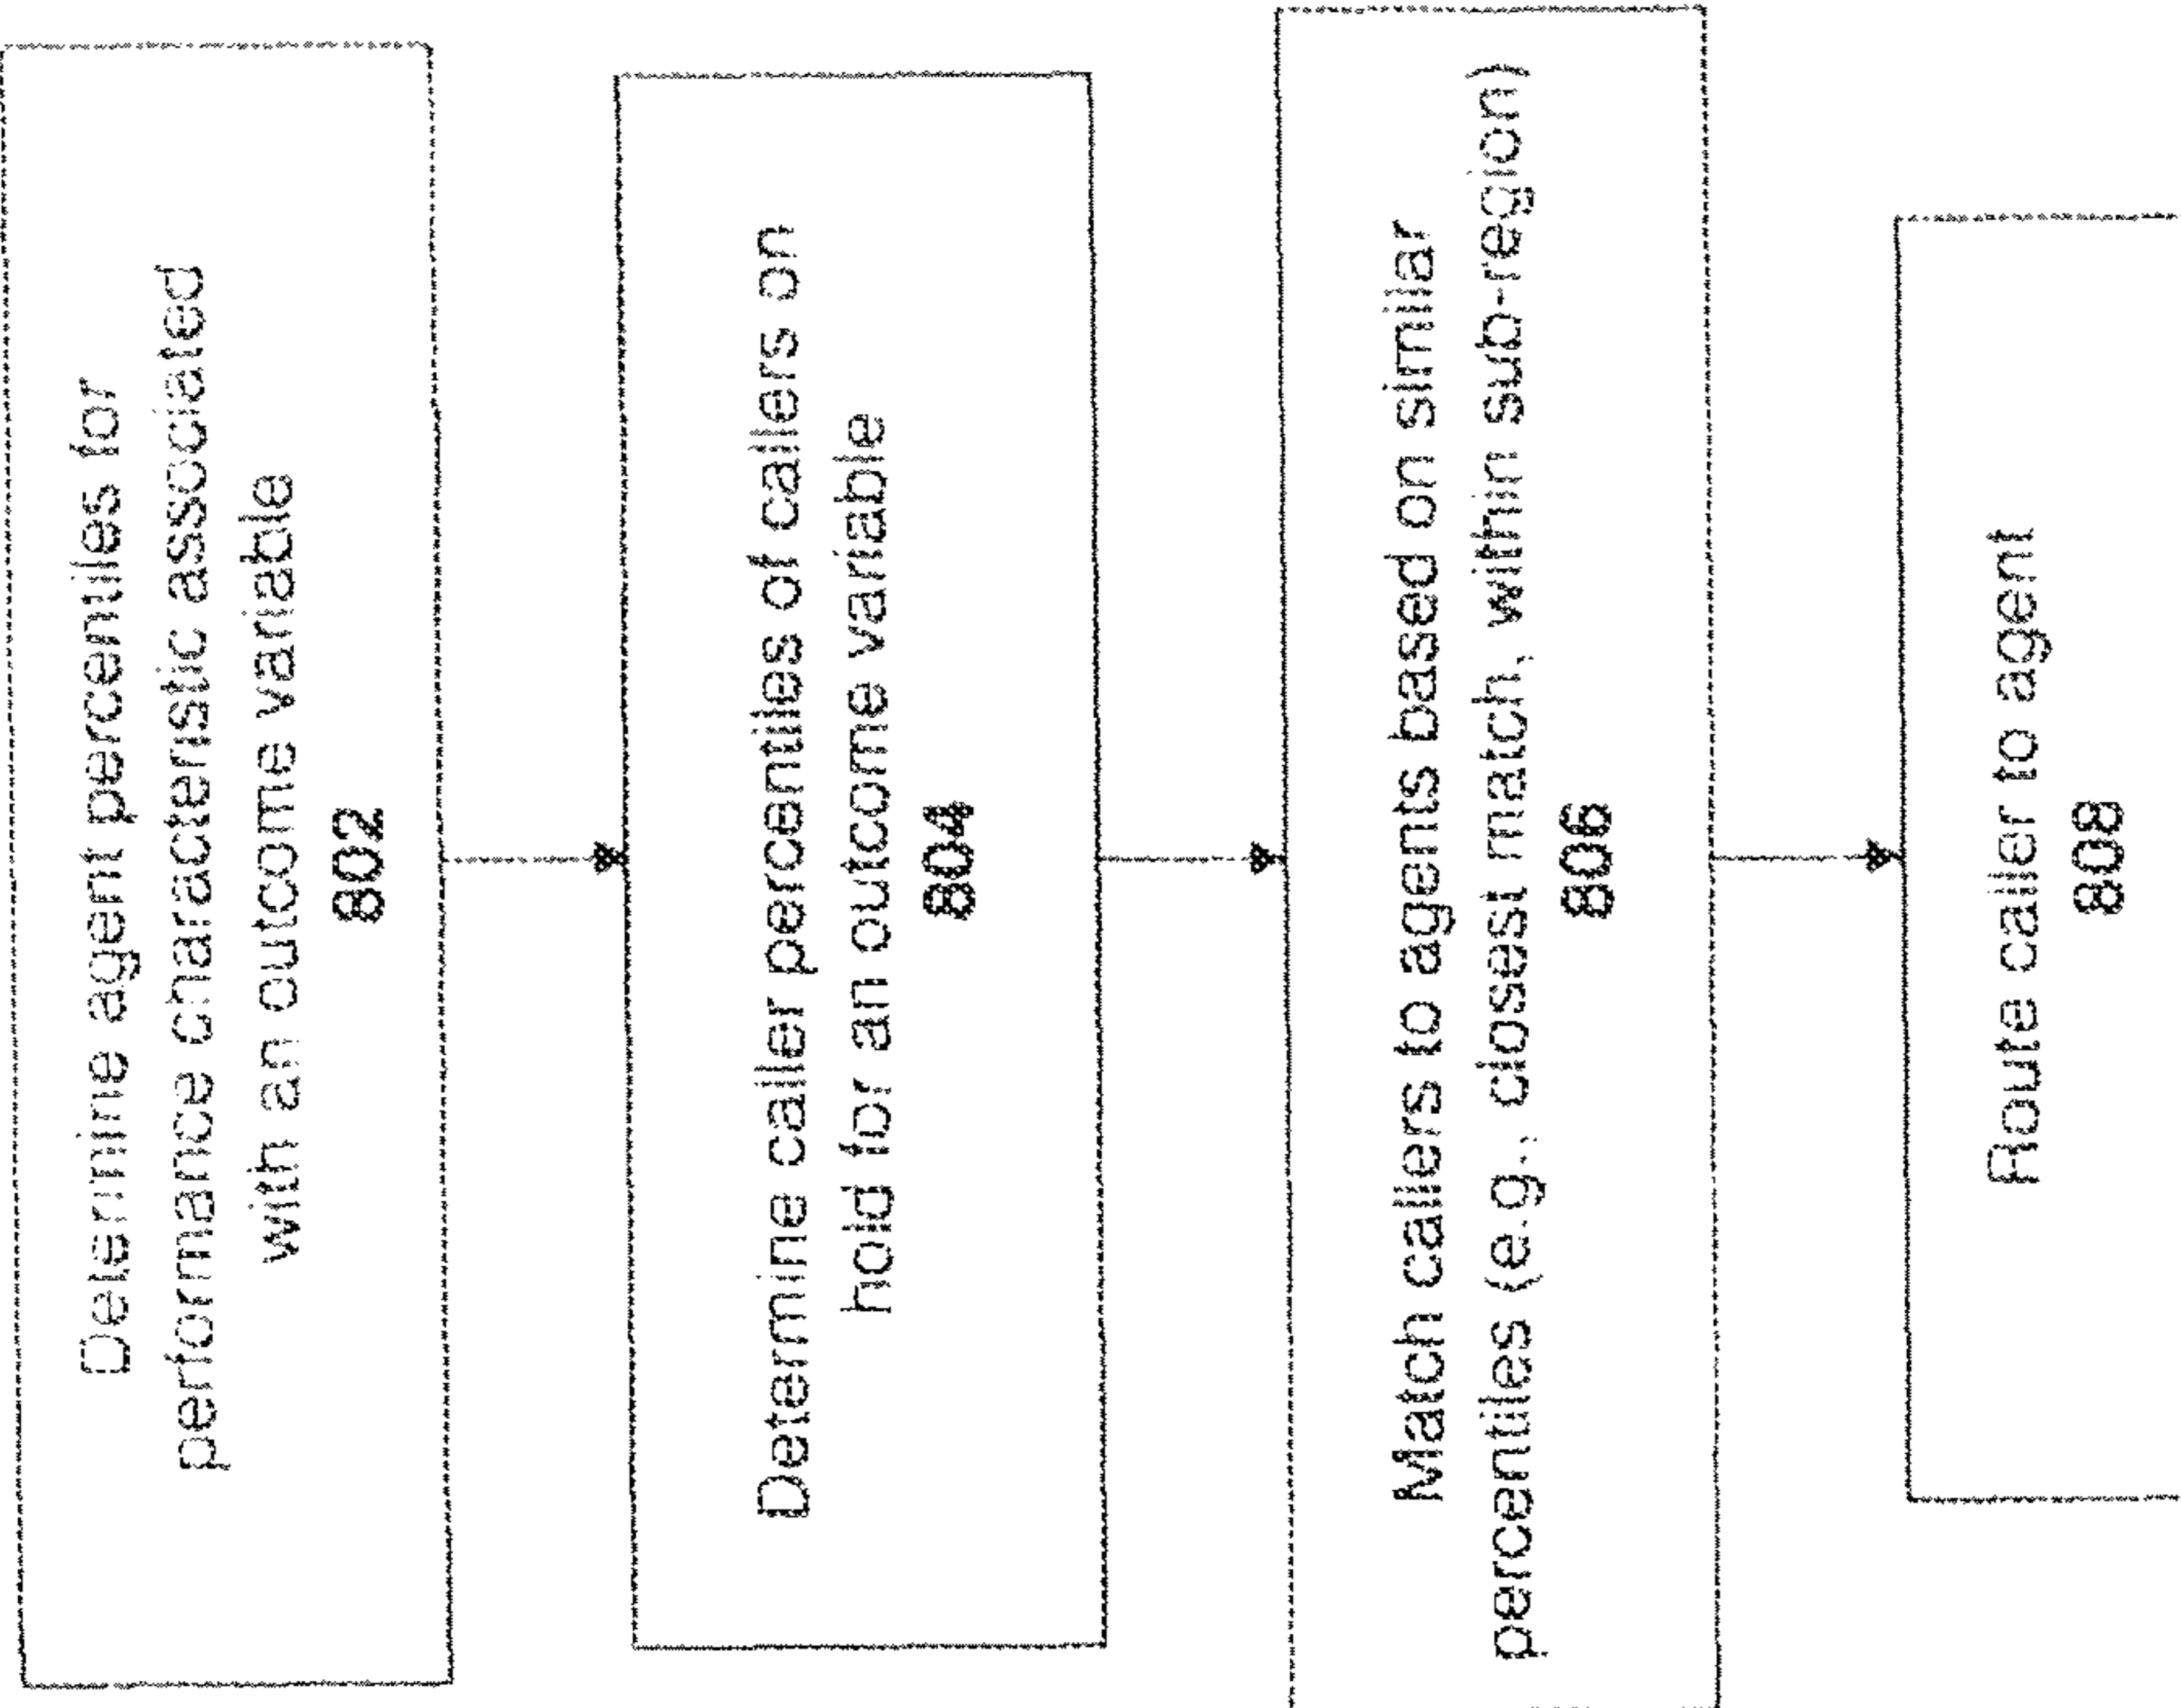 Determine agent percentiles for
performance characteristic associated
with an outcome variable
802
Determine caller percentiles of callers on
hold for an outcome variable
804
Match callers to agents based on similar
percentiles (e.g., closest match, within sub-region)
806
Route caller to agent
808